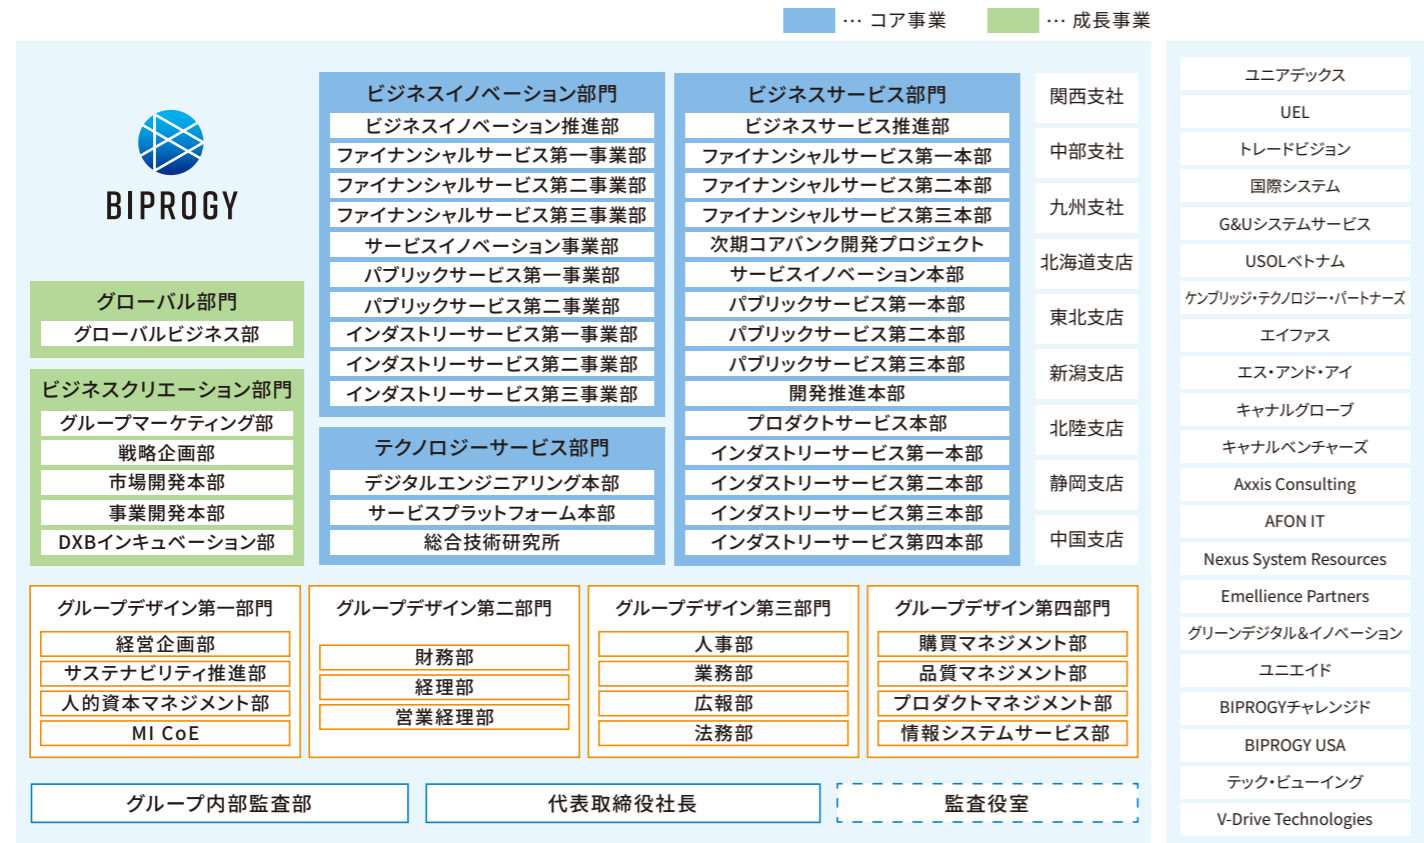 … コア事業
… 成長事業
BIPROGY
グローバル部門
グローバルビジネス部
ビジネスクリエーション部門
グループマーケティング部
戦略企画部
市場開発本部
事業開発本部
DXBインキュベーション部
ビジネスイノベーション部門
ビジネスイノベーション推進部
ファイナンシャルサービス第一事業部
ファイナンシャルサービス第二事業部
ファイナンシャルサービス第三事業部
サービスイノベーション事業部
パブリックサービス第一事業部
パブリックサービス第二事業部
インダストリーサービス第一事業部
インダストリーサービス第二事業部
インダストリーサービス第三事業部
テクノロジーサービス部門
デジタルエンジニアリング本部
サービスプラットフォーム本部
総合技術研究所
ビジネスサービス部門
ビジネスサービス推進部
ファイナンシャルサービス第一本部
ファイナンシャルサービス第二本部
ファイナンシャルサービス第三本部
次期コアバンク開発プロジェクト
サービスイノベーション本部
パブリックサービス第一本部
パブリックサービス第二本部
パブリックサービス第三本部
開発推進本部
プロダクトサービス本部
インダストリーサービス第一本部
インダストリーサービス第二本部
インダストリーサービス第三本部
インダストリーサービス第四本部
関西支社
中部支社
九州支社
北海道支店
東北支店
新潟支店
北陸支店
静岡支店
中国支店
グループデザイン第一部門
経営企画部
サステナビリティ推進部
人的資本マネジメント部
MI CoE
グループデザイン第二部門
財務部
経理部
営業経理部
グループデザイン第三部門
人事部
業務部
広報部
法務部
グループデザイン第四部門
購買マネジメント部
品質マネジメント部
プロダクトマネジメント部
情報システムサービス部
グループ内部監査部
代表取締役社長
監査役室
ユニアデックス
UEL
トレードビジョン
国際システム
G&Uシステムサービス
USOLベトナム
ケンブリッジ・テクノロジー・パートナーズ
エイファス
エス・アンド・アイ
キャナルグローブ
キャナルベンチャーズ
Axxis Consulting
AFON IT
Nexus System Resources
Emellience Partners
グリーンデジタル&イノベーション
ユニエイド
BIPROGYチャレンジド
BIPROGY USA
テック・ビューイング
V-Drive Technologies